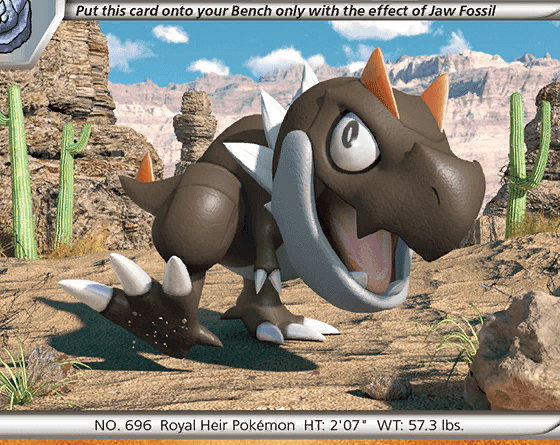 Put this card onto your Bench only with the effect of Jaw Fossil
NO. 696 Royal Heir Pokémon HT: 2'07" WT: 57.3 lbs.